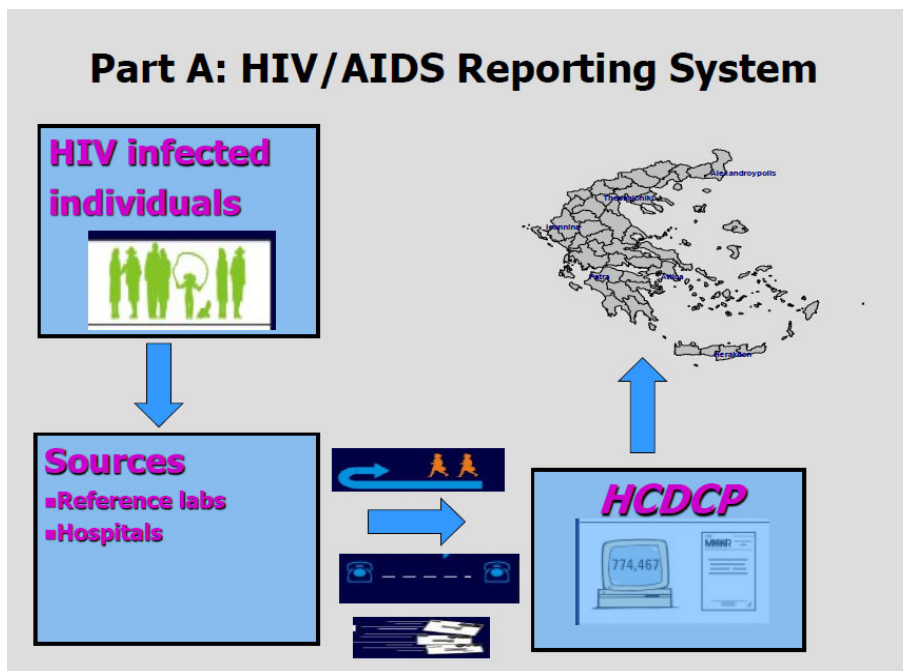 Part A: HIV/AIDS Reporting System
HIV infected
individuals
Alexandroypolis
Thessaloniki
Ioannina
Patra
Attica
Heraklion
Sources
Reference labs
Hospitals
HCDCP
774,467
MMWR